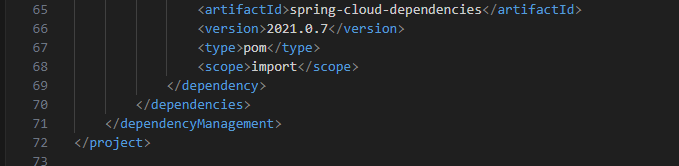 65 <artifactId>spring-cloud-dependencies</artifactId>
66 <version>2021.0.7</version>
67 <type>pom</type>
68 <scope>import</scope>
69 </dependency>
70 </dependencies>
71 </dependencyManagement>
72 </project>
73